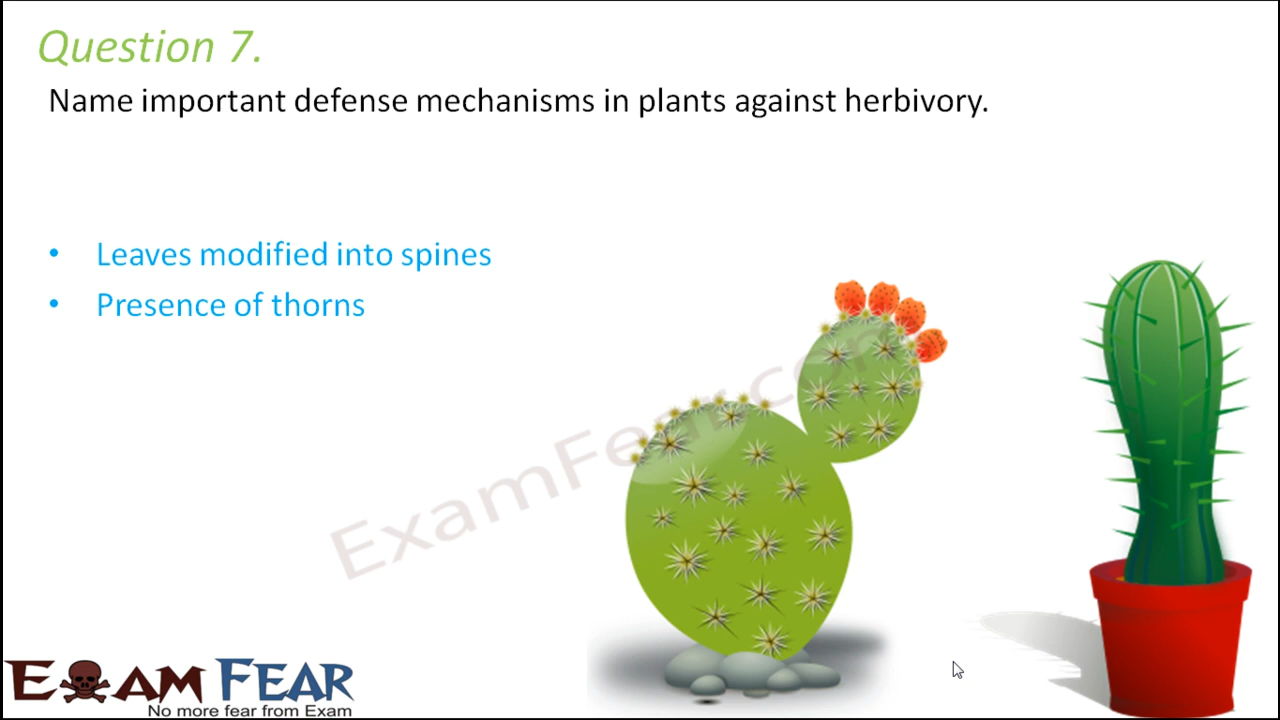 Question 7.
Name important defense mechanisms in plants against herbivory.
• Leaves modified into spines
• Presence of thorns
ExamFear.com
EXAM FEAR
No more fear from Exam